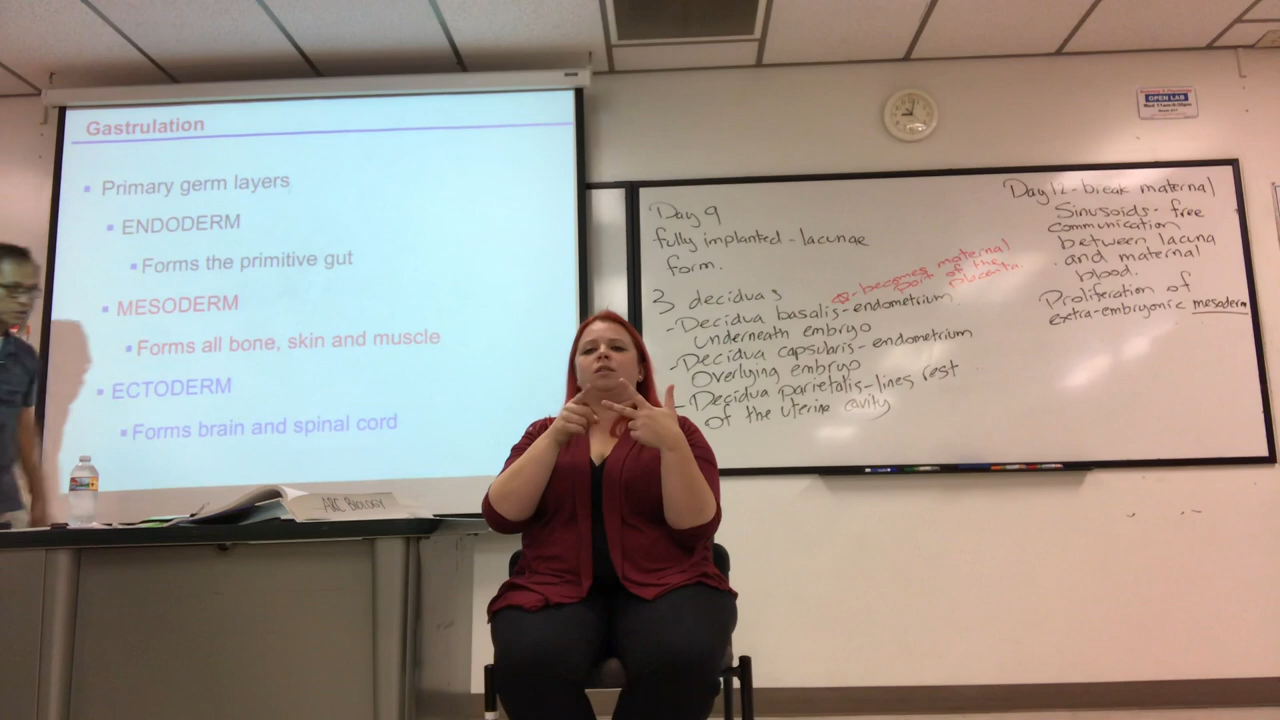 Gastrulation
Primary germ layers
ENDODERM
Forms the primitive gut
MESODERM
Forms all bone, skin and muscle
ECTODERM
Forms brain and spinal cord
ARC BIOLOGY
OPEN LAB
Day 9
fully implanted - lacunae
form.
3 deciduas
- Decidua basalis - endometrium
underneath embryo
- Decidua capsularis - endometrium
Overlying embryo
- Decidua parietalis - lines rest
of the uterine cavity
- becomes maternal
part of the
placenta.
Day 12 - break maternal
Sinusoids - free
communication
between lacuna
and maternal
blood.
Proliferation of
extra-embryonic mesoderm